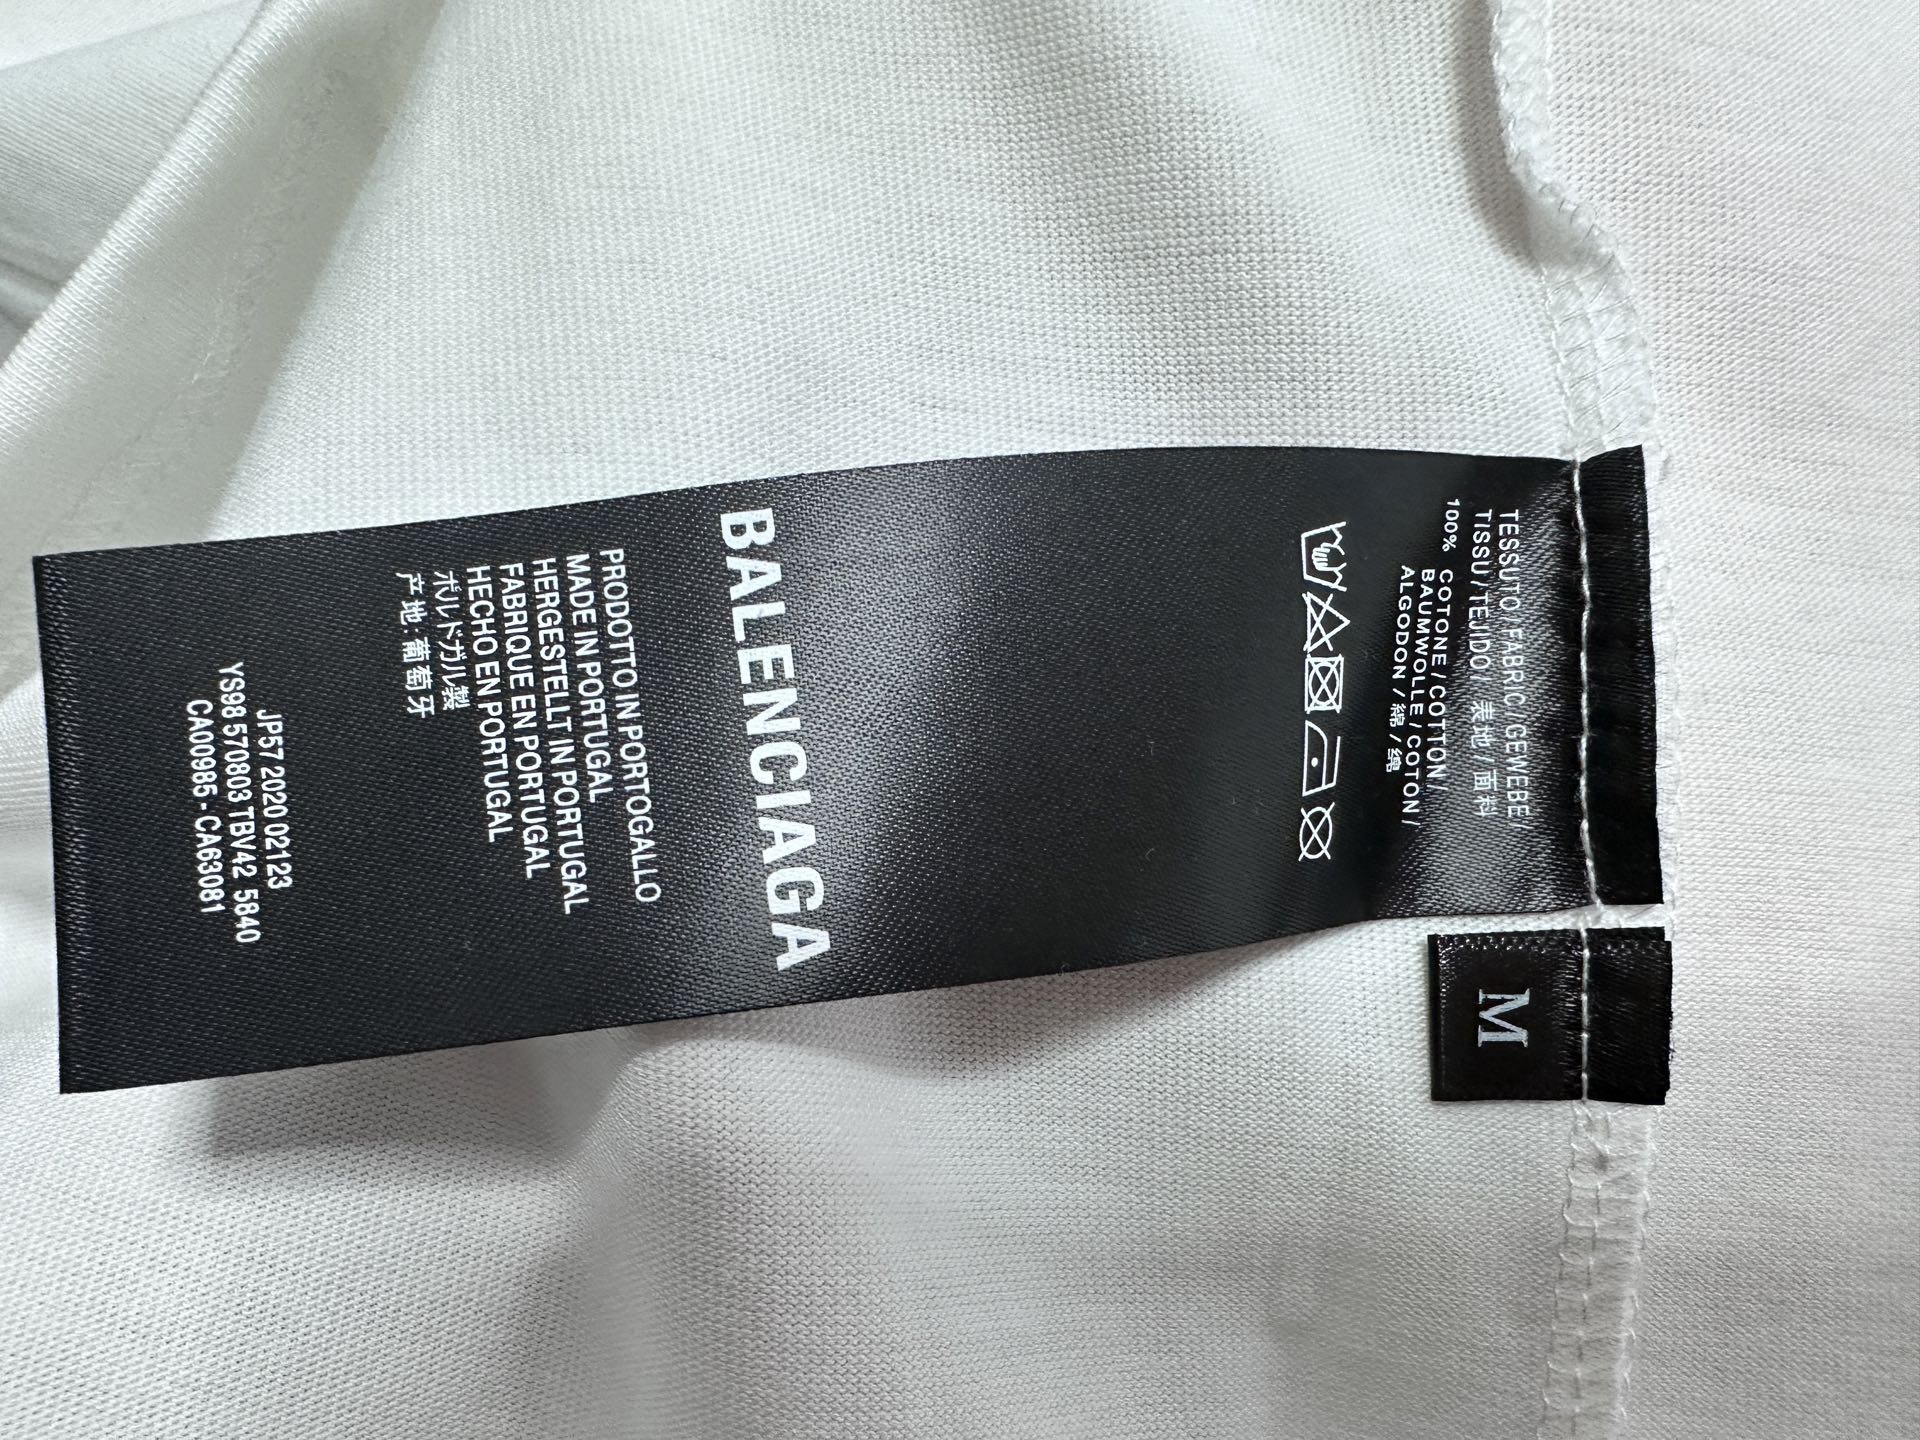 TESSUTO / FABRIC / GEWEBE /
TISSU / TEJIDO / 表地 / 面料
100% COTONE / COTTON /
BAUMWOLLE / COTON /
ALGODON / 綿 / 绵
BALENCIAGA
PRODOTTO IN PORTOGALLO
MADE IN PORTUGAL
HERGESTELLT IN PORTUGAL
FABRIQUE EN PORTUGAL
HECHO EN PORTUGAL
ポルトガル製
产地: 葡萄牙
JP57 2020 02123
YS98 570803 TBV42 5840
CA00985 - CA63081
M